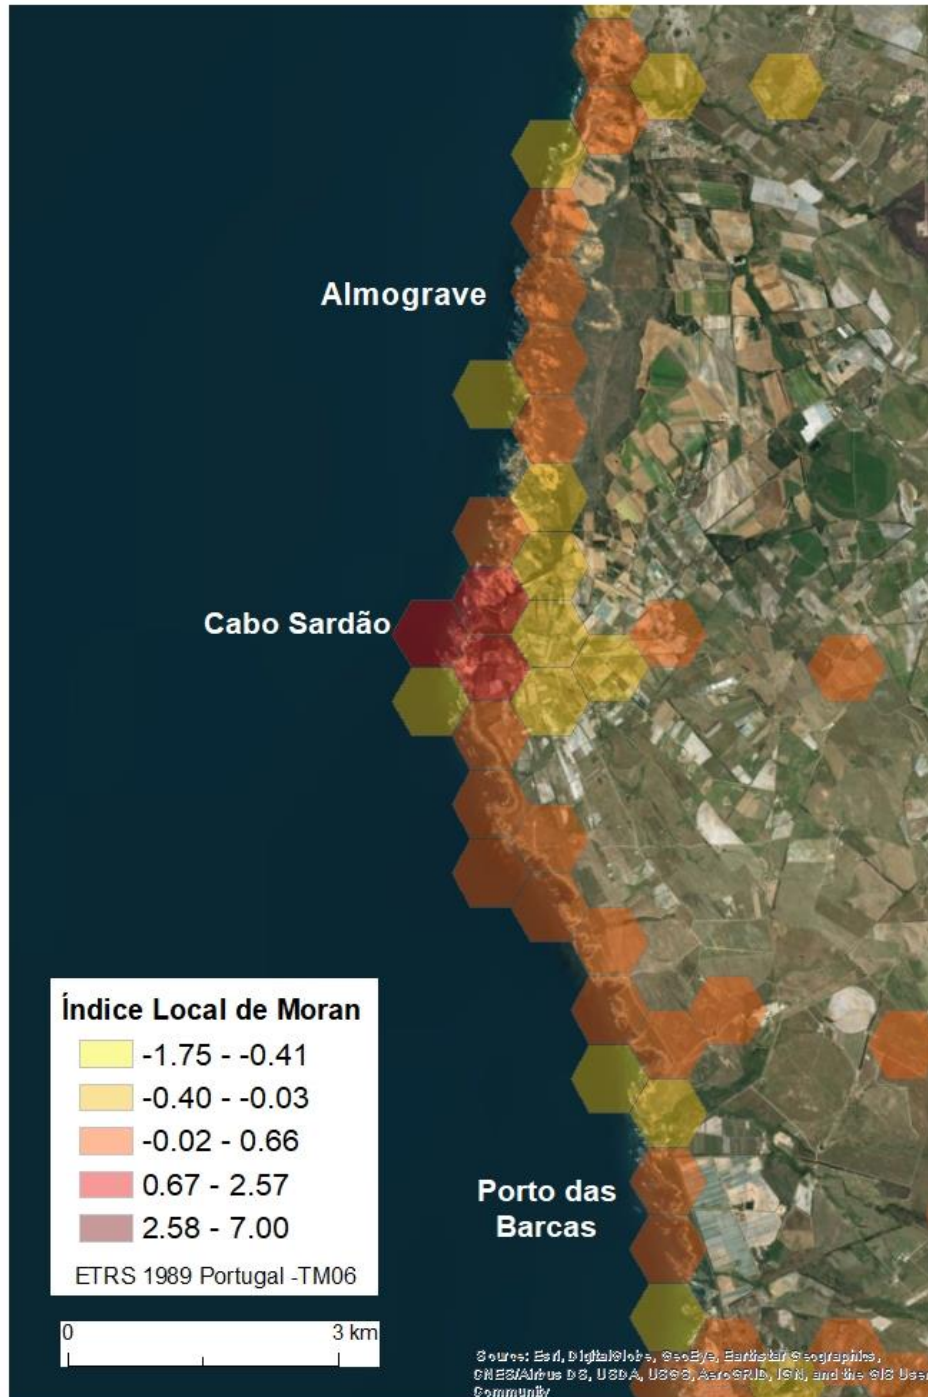 Almograve
Cabo Sardão
Índice Local de Moran
-1.75 - -0.41
-0.40 - -0.03
-0.02 - 0.66
0.67 - 2.57
2.58 - 7.00
ETRS 1989 Portugal -TM06
0 3 km
Porto das
Barcas
Source: Esri, DigitalGlobe, GeoEye, Earthstar Geographics,
CNES/Airbus DS, USDA, USGS, AeroGRID, IGN, and the GIS User
Community